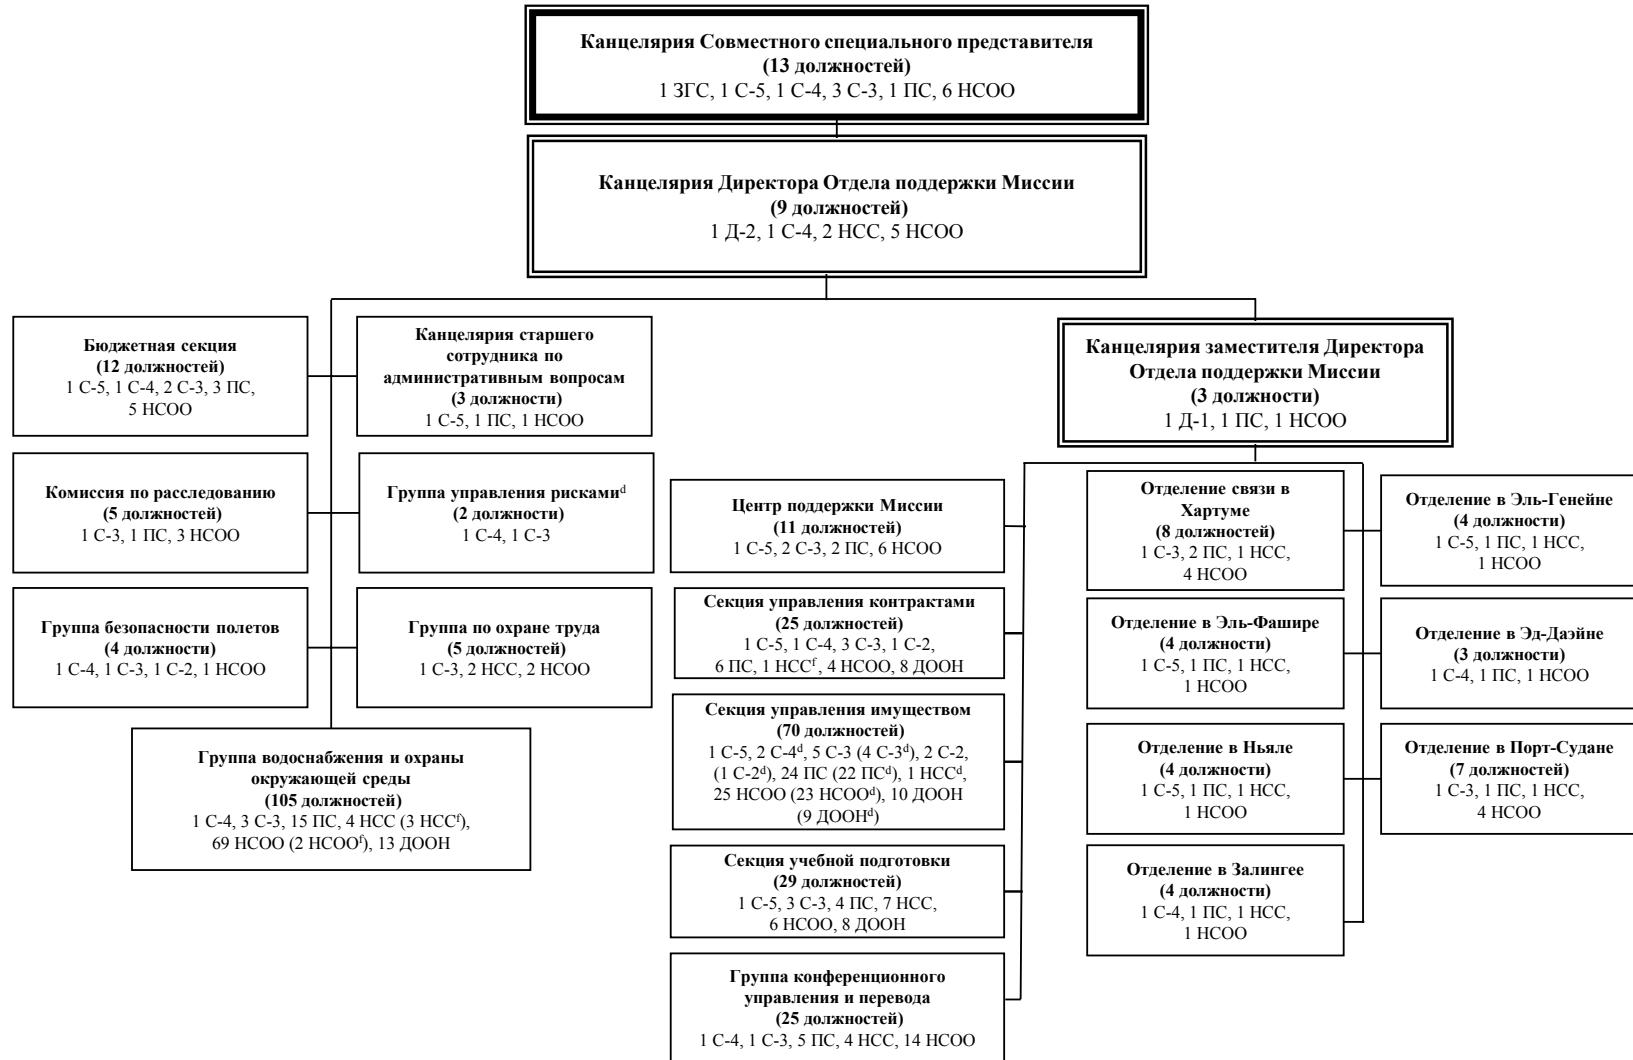 Канцелярия Совместного специального представителя
(13 должностей)
1 ЗГС, 1 С-5, 1 С-4, 3 С-3, 1 ПС, 6 НСОО
Канцелярия Директора Отдела поддержки Миссии
(9 должностей)
1 Д-2, 1 С-4, 2 НСС, 5 НСОО
Бюджетная секция
(12 должностей)
1 С-5, 1 С-4, 2 С-3, 3 ПС,
5 НСОО
Канцелярия старшего
сотрудника по
административным вопросам
(3 должности)
1 С-5, 1 ПС, 1 НСОО
Канцелярия заместителя Директора
Отдела поддержки Миссии
(3 должности)
1 Д-1, 1 ПС, 1 НСОО
Комиссия по расследованию
(5 должностей)
1 С-3, 1 ПС, 3 НСОО
Группа управления рисками^d
(2 должности)
1 С-4, 1 С-3
Группа безопасности полетов
(4 должности)
1 С-4, 1 С-3, 1 С-2, 1 НСОО
Группа по охране труда
(5 должностей)
1 С-3, 2 НСС, 2 НСОО
Группа водоснабжения и охраны
окружающей среды
(105 должностей)
1 С-4, 3 С-3, 15 ПС, 4 НСС (3 НСС^f),
69 НСОО (2 НСОО^f), 13 ДООН
Центр поддержки Миссии
(11 должностей)
1 С-5, 2 С-3, 2 ПС, 6 НСОО
Секция управления контрактами
(25 должностей)
1 С-5, 1 С-4, 3 С-3, 1 С-2,
6 ПС, 1 НСС^f, 4 НСОО, 8 ДООН
Секция управления имуществом
(70 должностей)
1 С-5, 2 С-4^d, 5 С-3 (4 С-3^d), 2 С-2,
(1 С-2^d), 24 ПС (22 ПС^d), 1 НСС^d,
25 НСОО (23 НСОО^d), 10 ДООН
(9 ДООН^d)
Секция учебной подготовки
(29 должностей)
1 С-5, 3 С-3, 4 ПС, 7 НСС,
6 НСОО, 8 ДООН
Группа конференционного
управления и перевода
(25 должностей)
1 С-4, 1 С-3, 5 ПС, 4 НСС, 14 НСОО
Отделение связи в
Хартуме
(8 должностей)
1 С-3, 2 ПС, 1 НСС,
4 НСОО
Отделение в Эль-Генейне
(4 должности)
1 С-5, 1 ПС, 1 НСС,
1 НСОО
Отделение в Эль-Фашире
(4 должности)
1 С-5, 1 ПС, 1 НСС,
1 НСОО
Отделение в Эд-Даэйне
(3 должности)
1 С-4, 1 ПС, 1 НСОО
Отделение в Ньяле
(4 должности)
1 С-5, 1 ПС, 1 НСС,
1 НСОО
Отделение в Порт-Судане
(7 должностей)
1 С-3, 1 ПС, 1 НСС,
4 НСОО
Отделение в Залингее
(4 должности)
1 С-4, 1 ПС, 1 НСС,
1 НСОО